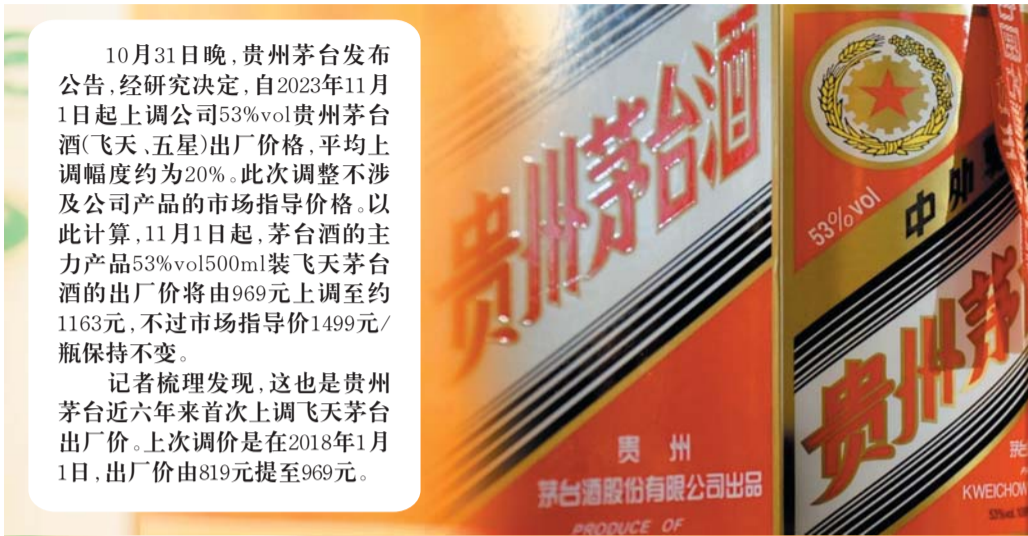 10月31日晚,贵州茅台发布
公告,经研究决定,自2023年11月
1日起上调公司53%vol贵州茅台
酒(飞天、五星)出厂价格,平均上
调幅度约为20%。此次调整不涉
及公司产品的市场指导价格。以
此计算,11月1日起,茅台酒的主
力产品53%vol500ml装飞天茅台
酒的出厂价将由969元上调至约
1163元,不过市场指导价1499元/
瓶保持不变。
记者梳理发现,这也是贵州
茅台近六年来首次上调飞天茅台
出厂价。上次调价是在2018年1月
1日,出厂价由819元提至969元。
贵州茅台酒
贵州
茅台酒股份有限公司出品
PRODUCE OF
53%vol
中外
贵州茅
KWEICHOW
53%vol